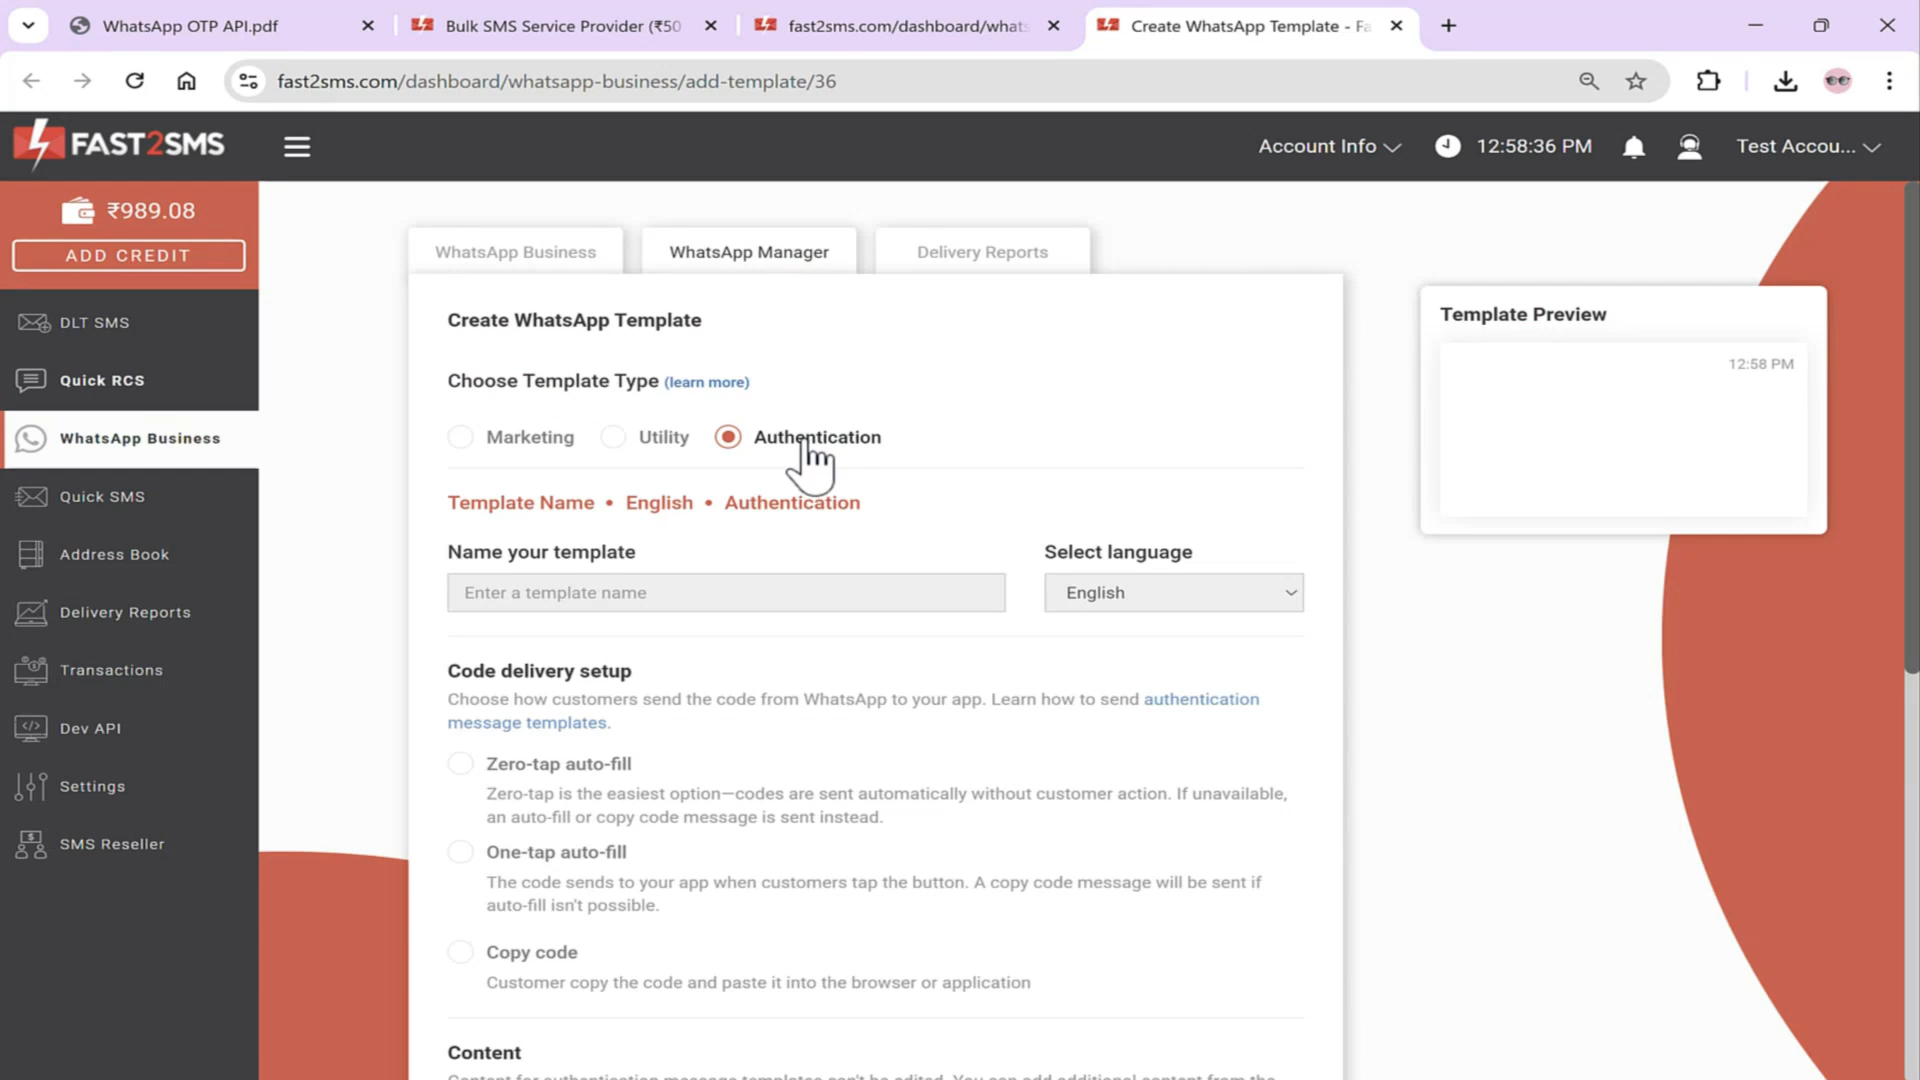 WhatsApp OTP API.pdf
Bulk SMS Service Provider (₹50
fast2sms.com/dashboard/whats
Create WhatsApp Template - Fa
fast2sms.com/dashboard/whatsapp-business/add-template/36
FAST2SMS
Account Info
12:58:36 PM
Test Accou...
₹989.08
ADD CREDIT
DLT SMS
Quick RCS
WhatsApp Business
Quick SMS
Address Book
Delivery Reports
Transactions
Dev API
Settings
SMS Reseller
WhatsApp Business
WhatsApp Manager
Delivery Reports
Create WhatsApp Template
Choose Template Type (learn more)
Marketing
Utility
Authentication
Template Name • English • Authentication
Name your template
Select language
Enter a template name
English
Code delivery setup
Choose how customers send the code from WhatsApp to your app. Learn how to send authentication
message templates.
Zero-tap auto-fill
Zero-tap is the easiest option—codes are sent automatically without customer action. If unavailable,
an auto-fill or copy code message is sent instead.
One-tap auto-fill
The code sends to your app when customers tap the button. A copy code message will be sent if
auto-fill isn't possible.
Copy code
Customer copy the code and paste it into the browser or application
Content
Content for authentication message templates can't be edited. You can add additional content from the
Template Preview
12:58 PM